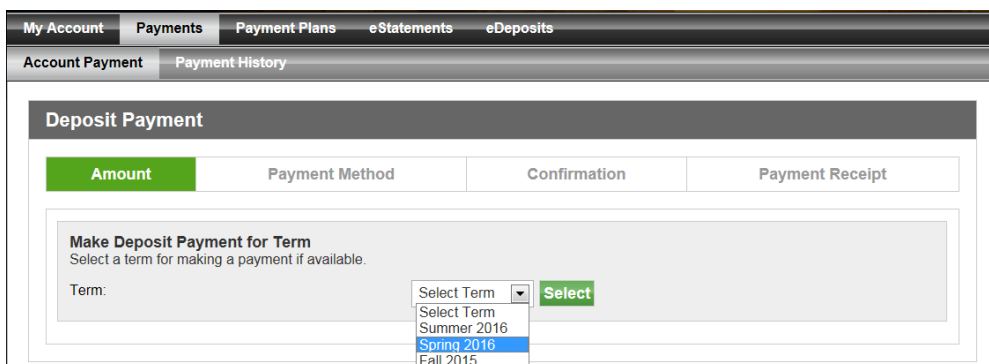 My Account Payments Payment Plans eStatements eDeposits
Account Payment Payment History
Deposit Payment
Amount Payment Method Confirmation Payment Receipt
Make Deposit Payment for Term
Select a term for making a payment if available.
Term: Select Term Select
Select Term
Summer 2016
Spring 2016
Fall 2015